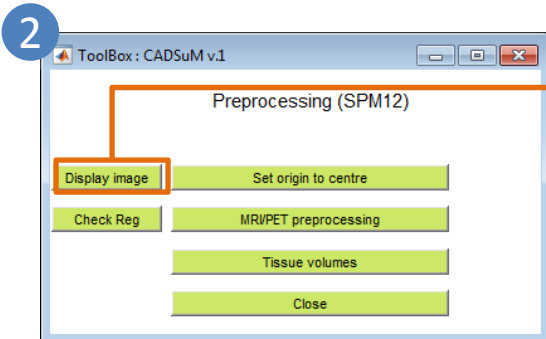 2
ToolBox : CADSuM v.1
Preprocessing (SPM12)
Display image
Set origin to centre
Check Reg
MRI/PET preprocessing
Tissue volumes
Close